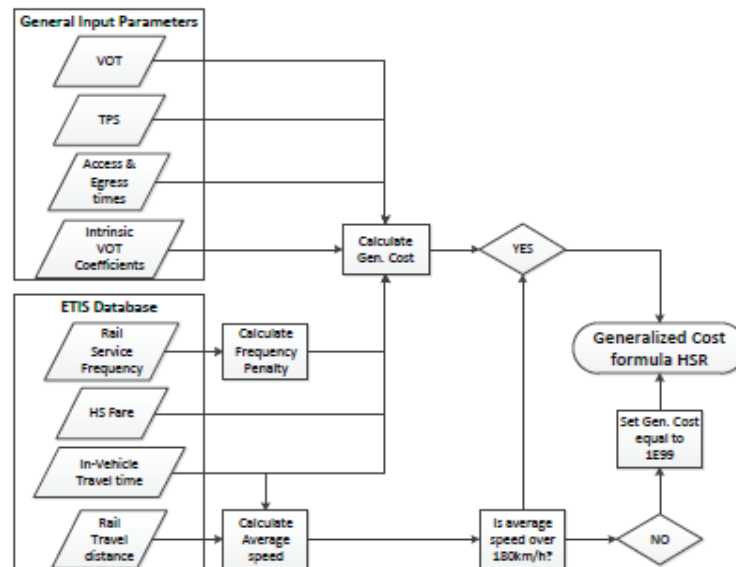 General Input Parameters
VOT
TPS
Access &
Egress
times
Intrinsic
VOT
Coefficients
Calculate
Gen. Cost
YES
ETIS Database
Rail
Service
Frequency
Calculate
Frequency
Penalty
Generalized Cost
formula HSR
HS Fare
Set Gen. Cost
equal to
1E99
In-Vehicle
Travel time
Rail
Travel
distance
Calculate
Average
speed
Is average
speed over
180km/h?
NO